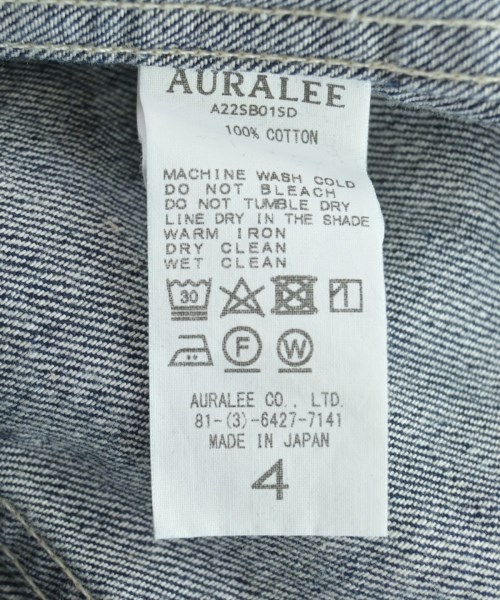 AURALEE
A22SB01SD
100% COTTON
MACHINE WASH COLD
DO NOT BLEACH
DO NOT TUMBLE DRY
LINE DRY IN THE SHADE
WARM IRON
DRY CLEAN
WET CLEAN
30
F W
AURALEE CO., LTD.
81-(3)-6427-7141
MADE IN JAPAN
4